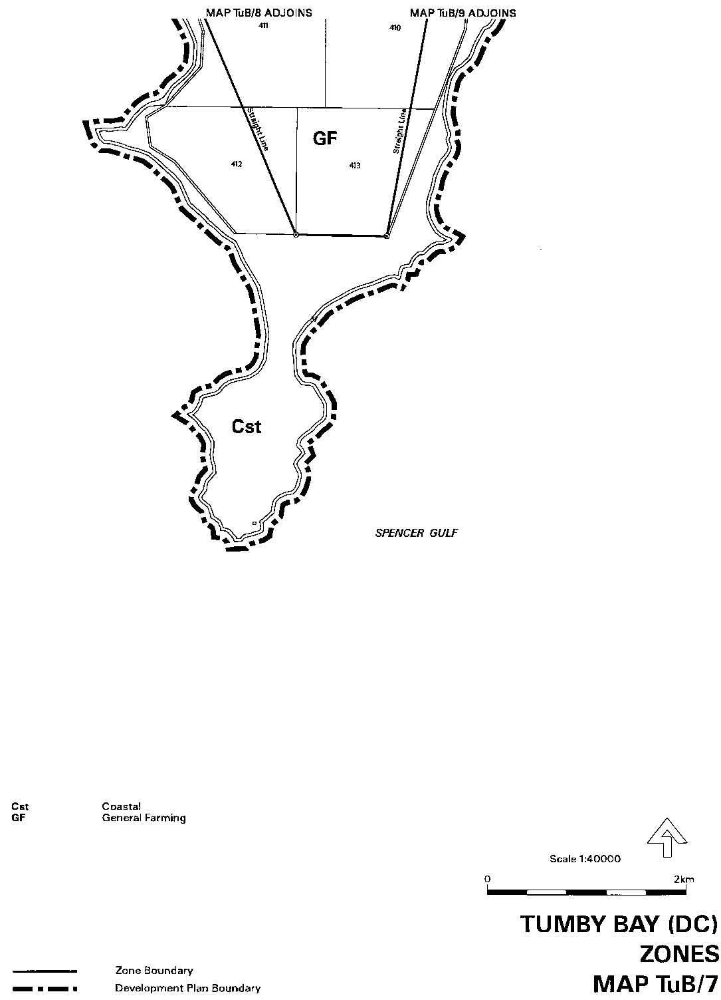 MAP TuB/8 ADJOINS
MAP TuB/9 ADJOINS
411
410
Straight Line
GF
Straight Line
412
413
37
Cst
SPENCER GULF
Cst Coastal
GF General Farming
Scale 1:40000
0 2km
TUMBY BAY (DC)
ZONES
MAP TuB/7
Zone Boundary
Development Plan Boundary